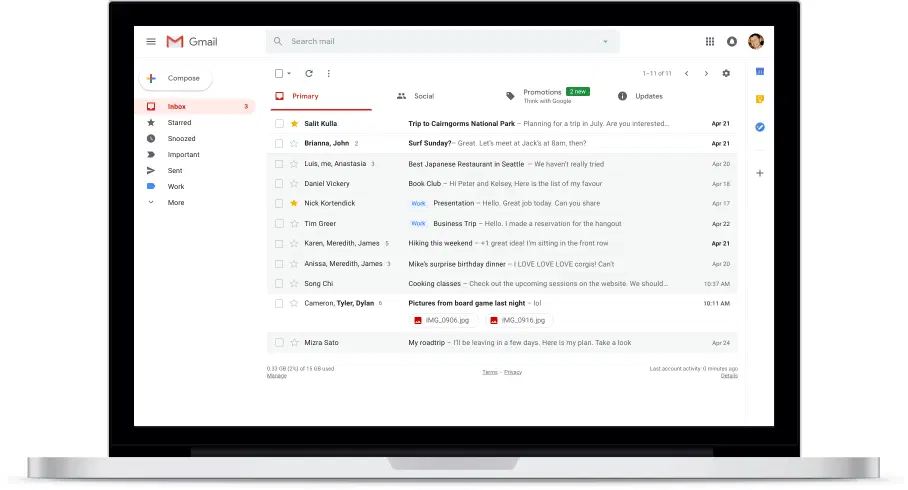 Gmail
Search mail
Compose
1–11 of 11
Primary
Social
Promotions 2 new
Think with Google
Updates
Inbox 3
Starred
Snoozed
Important
Sent
Work
More
Salit Kulla Trip to Cairngorms National Park – Planning for a trip in July. Are you interested... Apr 21
Brianna, John 2 Surf Sunday? – Great. Let's meet at Jack's at 8am, then? Apr 21
Luis, me, Anastasia 3 Best Japanese Restaurant in Seattle – We haven't really tried Apr 20
Daniel Vickery Book Club – Hi Peter and Kelsey, Here is the list of my favour Apr 18
Nick Kortendick Work Presentation – Hello, Great job today. Can you share Apr 17
Tim Greer Work Business Trip – Hello. I made a reservation for the hangout Apr 22
Karen, Meredith, James 5 Hiking this weekend – +1 great idea! I'm sitting in the front row Apr 21
Anissa, Meredith, James 3 Mike's surprise birthday dinner – I LOVE LOVE LOVE corgis! Can't Apr 20
Song Chi Cooking classes – Check out the upcoming sessions on the website. We should... 10:37 AM
Cameron, Tyler, Dylan 6 Pictures from board game last night – lol 10:11 AM
IMG_0906.jpg IMG_0916.jpg
Mizra Sato My roadtrip – I'll be leaving in a few days. Here is my plan. Take a look Apr 24
0.33 GB (2%) of 15 GB used
Manage
Terms – Privacy
Last account activity: 0 minutes ago
Details